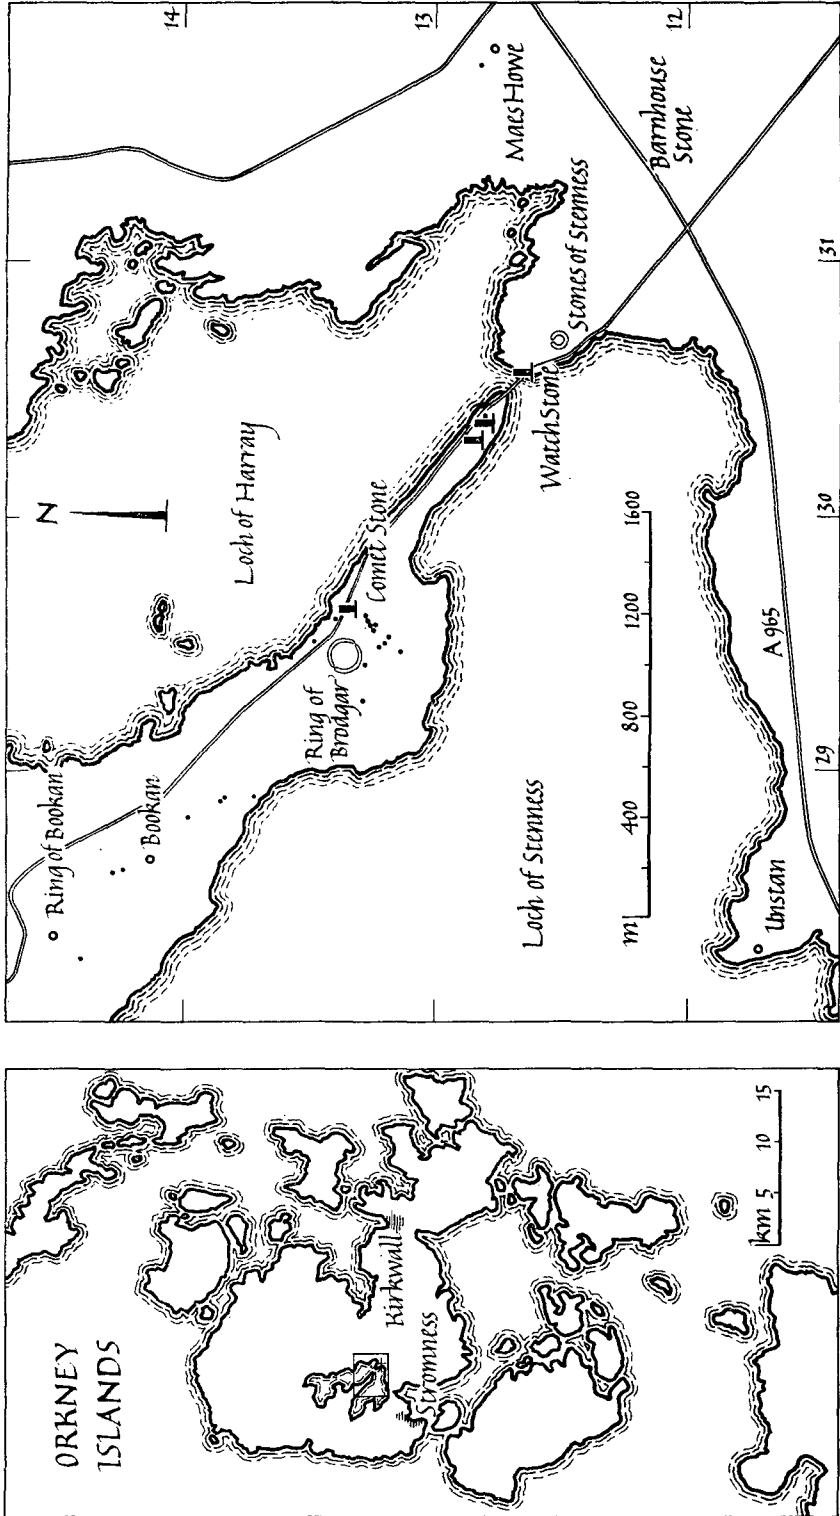 ORKNEY
ISLANDS
Kirkwall
Stromness
km 5
10
15
Ring of Bookan
Bookan
N
Loch of Harray
Comet Stone
Ring of
Brodgar
Maes Howe
Stones of Stenness
Watch Stone
Barnhouse
Stone
Loch of Stenness
m
400
800
1200
1600
Unstan
A 965
14
13
12
29
30
31